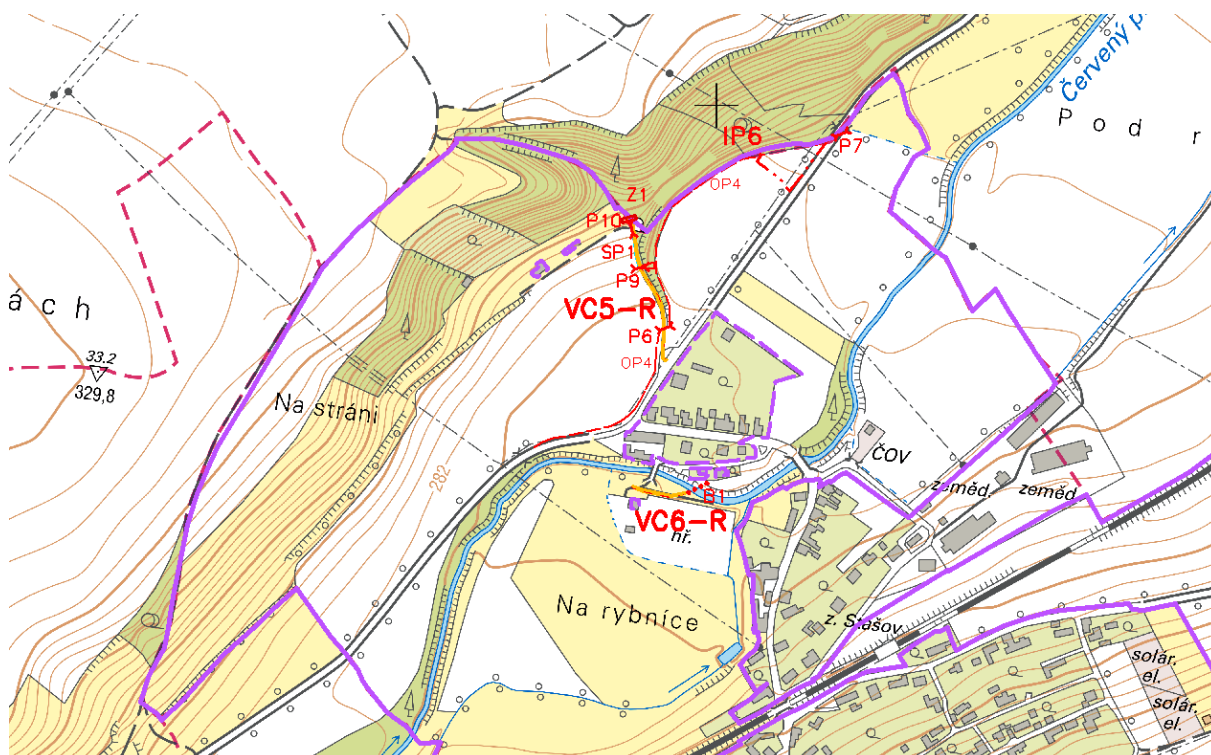 Červený p
P o d r
IP6
P7
OP4
Z1
P10
SP1
P9
VC5-R
P6
OP4
á c h
33.2
329,8
Na stráni
282
ČOV
zeměd.
zeměd.
B1
VC6-R
hř.
Na rybníce
z. Stašov
solár.
el.
solár.
el.